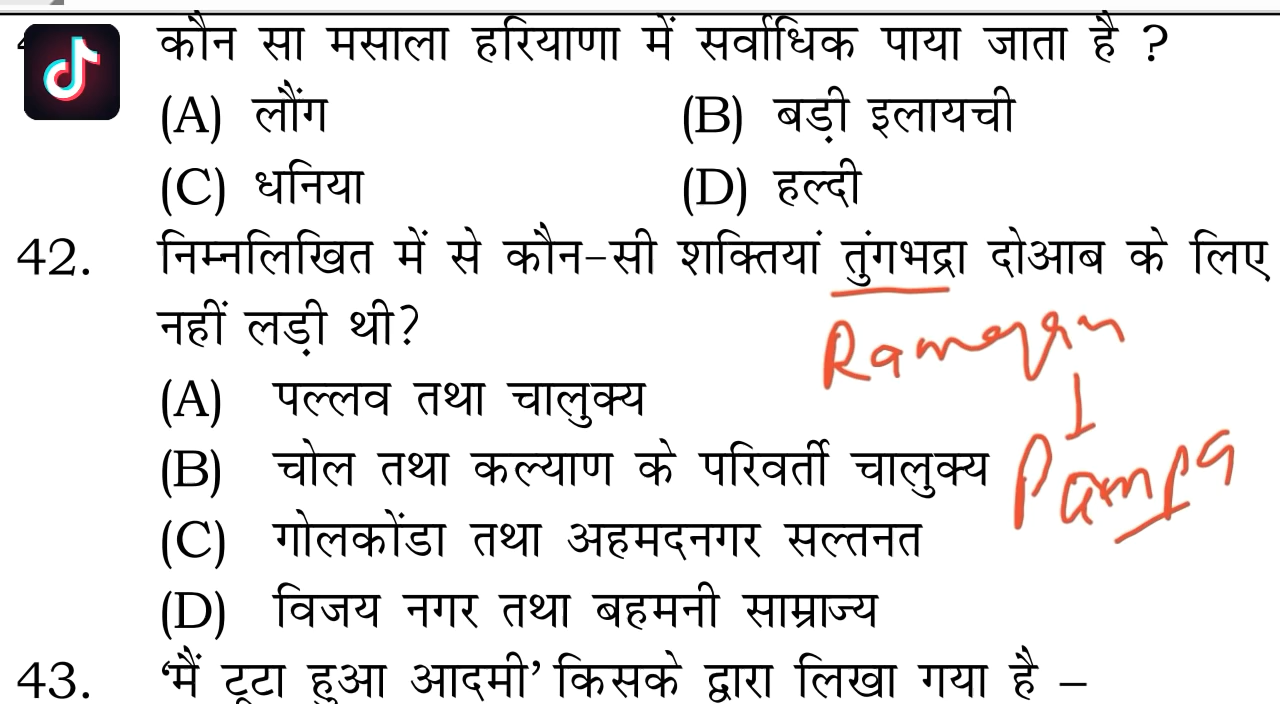 कौन सा मसाला हरियाणा में सर्वाधिक पाया जाता है ?
(A) लौंग (B) बड़ी इलायची
(C) धनिया (D) हल्दी
42. निम्नलिखित में से कौन-सी शक्तियां तुंगभद्रा दोआब के लिए
नहीं लड़ी थी?
Ramayan
(A) पल्लव तथा चालुक्य
(B) चोल तथा कल्याण के परिवर्ती चालुक्य
Pampa
(C) गोलकोंडा तथा अहमदनगर सल्तनत
(D) विजय नगर तथा बहमनी साम्राज्य
43. ‘मैं टूटा हुआ आदमी’ किसके द्वारा लिखा गया है –